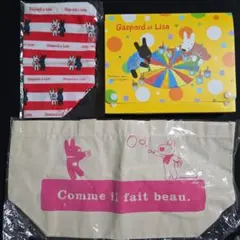 Gaspard et Lisa
Comme il fait beau.